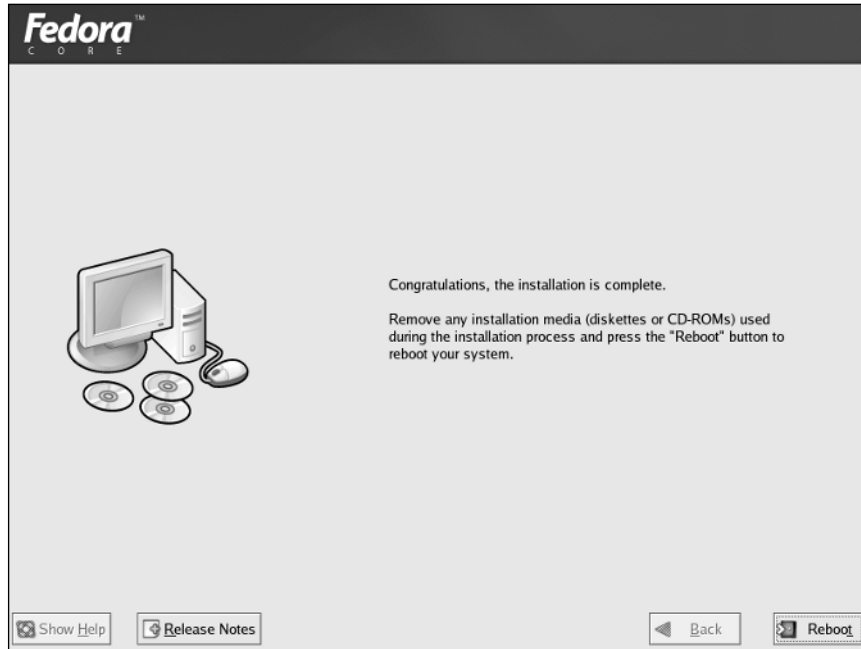 Fedora™
CORE
Congratulations, the installation is complete.
Remove any installation media (diskettes or CD-ROMs) used
during the installation process and press the "Reboot" button to
reboot your system.
Show Help
Release Notes
Back
Reboot